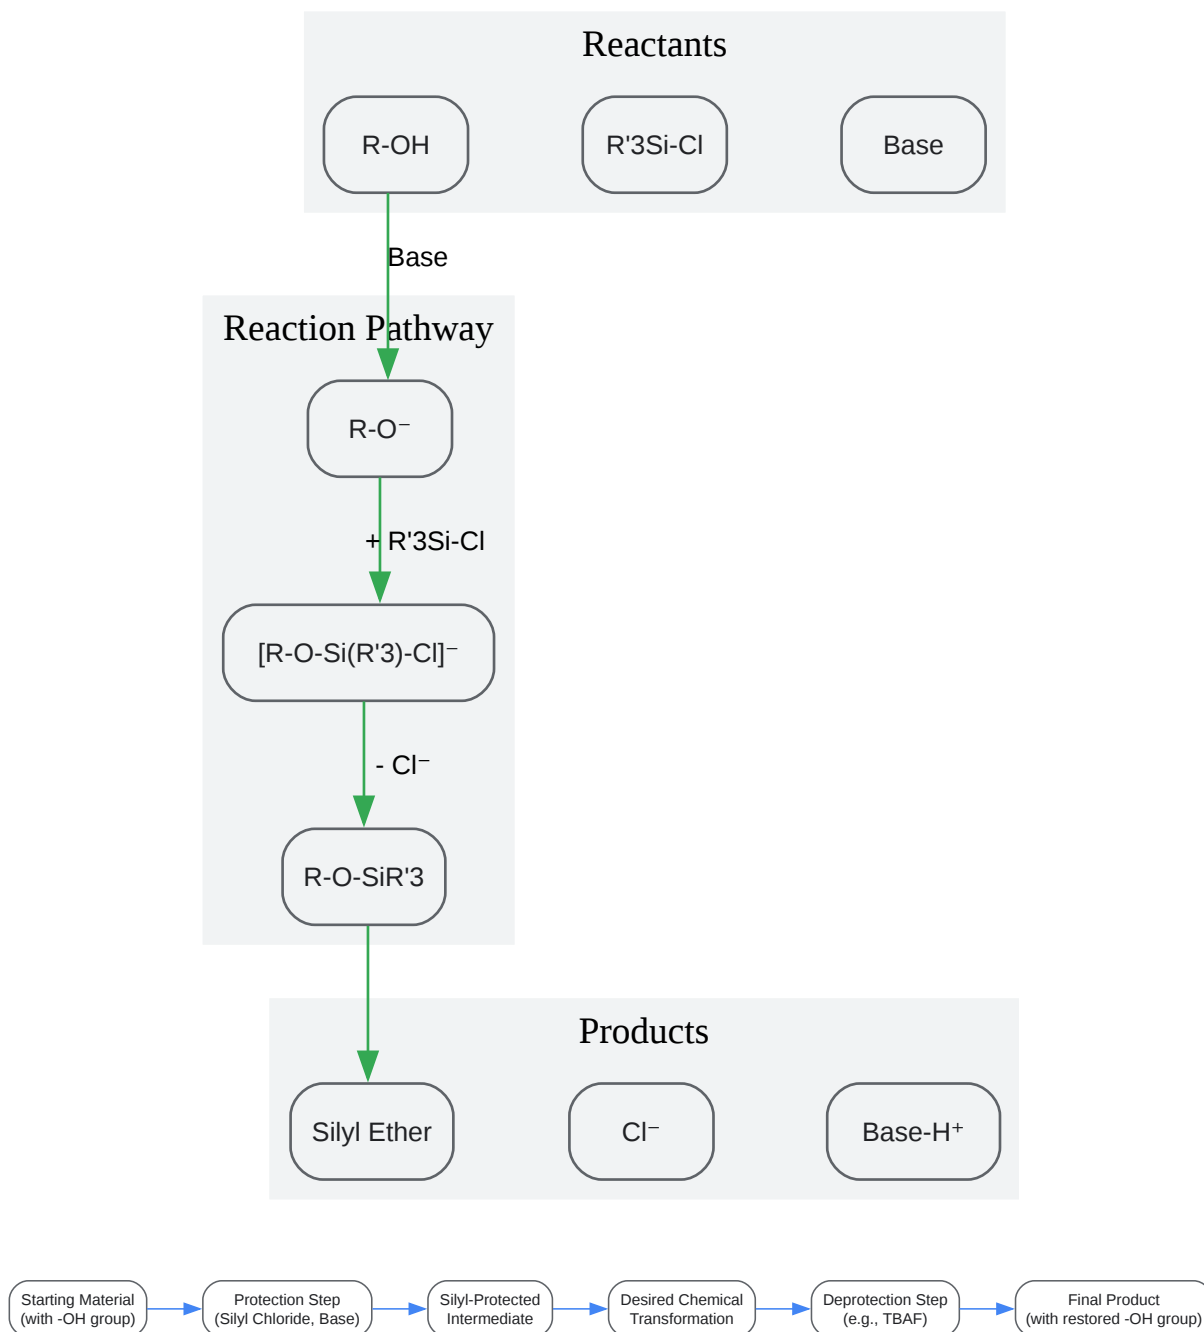 Reactants
R-OH
R'3Si-Cl
Base
Base
Reaction Pathway
R-O⁻
+ R'3Si-Cl
[R-O-Si(R'3)-Cl]⁻
- Cl⁻
R-O-SiR'3
Products
Silyl Ether
Cl⁻
Base-H⁺
Starting Material
(with -OH group)
Protection Step
(Silyl Chloride, Base)
Silyl-Protected
Intermediate
Desired Chemical
Transformation
Deprotection Step
(e.g., TBAF)
Final Product
(with restored -OH group)